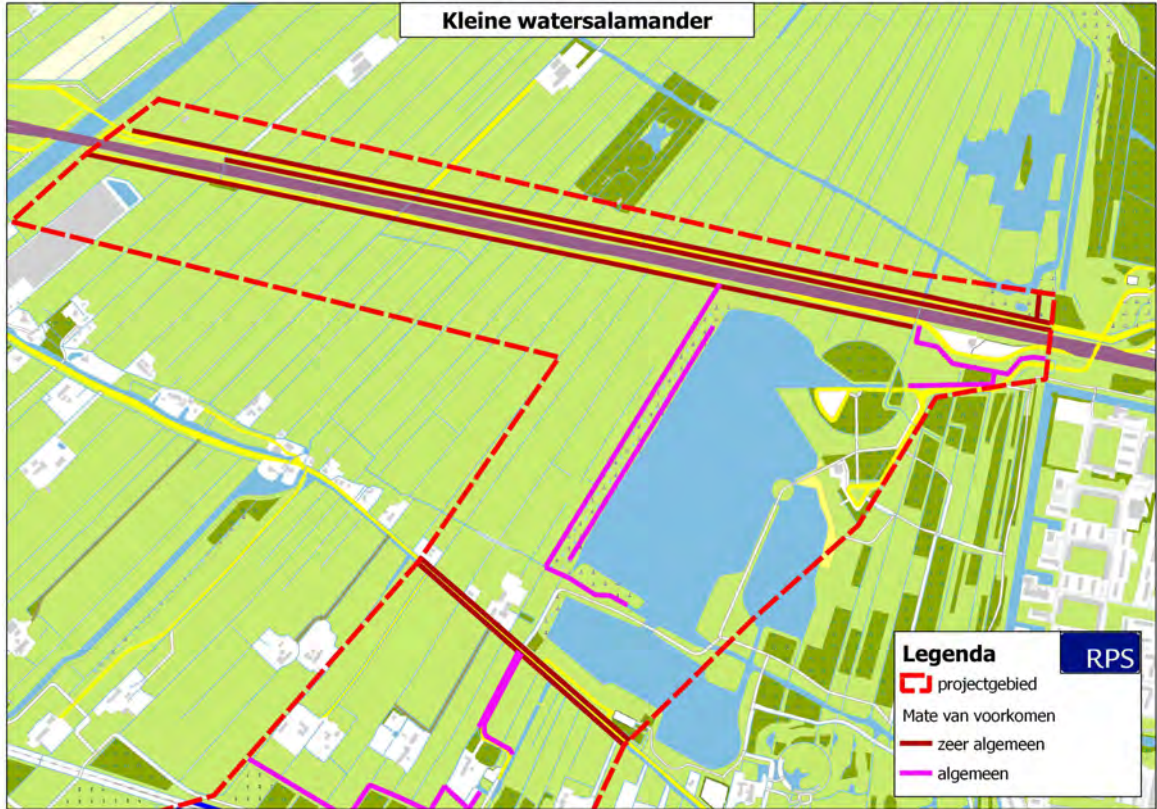 Kleine watersalamander
Legenda
RPS
projectgebied
Mate van voorkomen
zeer algemeen
algemeen